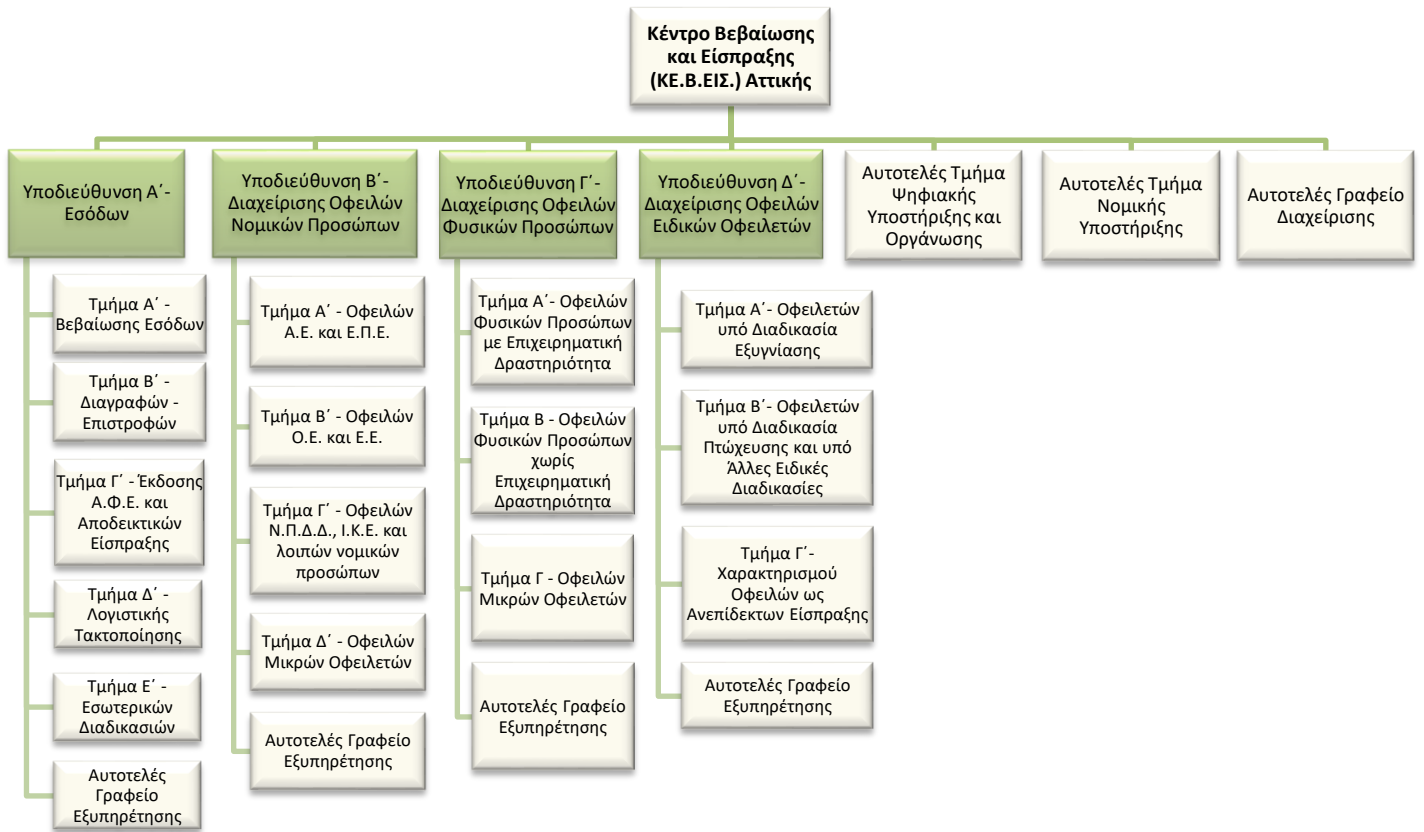 Κέντρο Βεβαίωσης
και Είσπραξης
(ΚΕ.Β.ΕΙΣ.) Αττικής
Υποδιεύθυνση Α΄-
Εσόδων
Τμήμα Α΄ -
Βεβαίωσης Εσόδων
Τμήμα Β΄ -
Διαγραφών -
Επιστροφών
Τμήμα Γ΄ - Έκδοσης
Α.Φ.Ε. και
Αποδεικτικών
Είσπραξης
Τμήμα Δ΄ -
Λογιστικής
Τακτοποίησης
Τμήμα Ε΄ -
Εσωτερικών
Διαδικασιών
Αυτοτελές
Γραφείο
Εξυπηρέτησης
Υποδιεύθυνση Β΄-
Διαχείρισης Οφειλών
Νομικών Προσώπων
Τμήμα Α΄ - Οφειλών
Α.Ε. και Ε.Π.Ε.
Τμήμα Β΄ - Οφειλών
Ο.Ε. και Ε.Ε.
Τμήμα Γ΄ - Οφειλών
Ν.Π.Δ.Δ., Ι.Κ.Ε. και
λοιπών νομικών
προσώπων
Τμήμα Δ΄ - Οφειλών
Μικρών Οφειλετών
Αυτοτελές Γραφείο
Εξυπηρέτησης
Υποδιεύθυνση Γ΄-
Διαχείρισης Οφειλών
Φυσικών Προσώπων
Τμήμα Α΄- Οφειλών
Φυσικών Προσώπων
με Επιχειρηματική
Δραστηριότητα
Τμήμα Β - Οφειλών
Φυσικών Προσώπων
χωρίς
Επιχειρηματική
Δραστηριότητα
Τμήμα Γ - Οφειλών
Μικρών Οφειλετών
Αυτοτελές Γραφείο
Εξυπηρέτησης
Υποδιεύθυνση Δ΄-
Διαχείρισης Οφειλών
Ειδικών Οφειλετών
Τμήμα Α΄- Οφειλετών
υπό Διαδικασία
Εξυγνίασης
Τμήμα Β΄- Οφειλετών
υπό Διαδικασία
Πτώχευσης και υπό
Άλλες Ειδικές
Διαδικασίες
Τμήμα Γ΄-
Χαρακτηρισμού
Οφειλών ως
Ανεπίδεκτων Είσπραξης
Αυτοτελές Γραφείο
Εξυπηρέτησης
Αυτοτελές Τμήμα
Ψηφιακής
Υποστήριξης και
Οργάνωσης
Αυτοτελές Τμήμα
Νομικής
Υποστήριξης
Αυτοτελές Γραφείο
Διαχείρισης